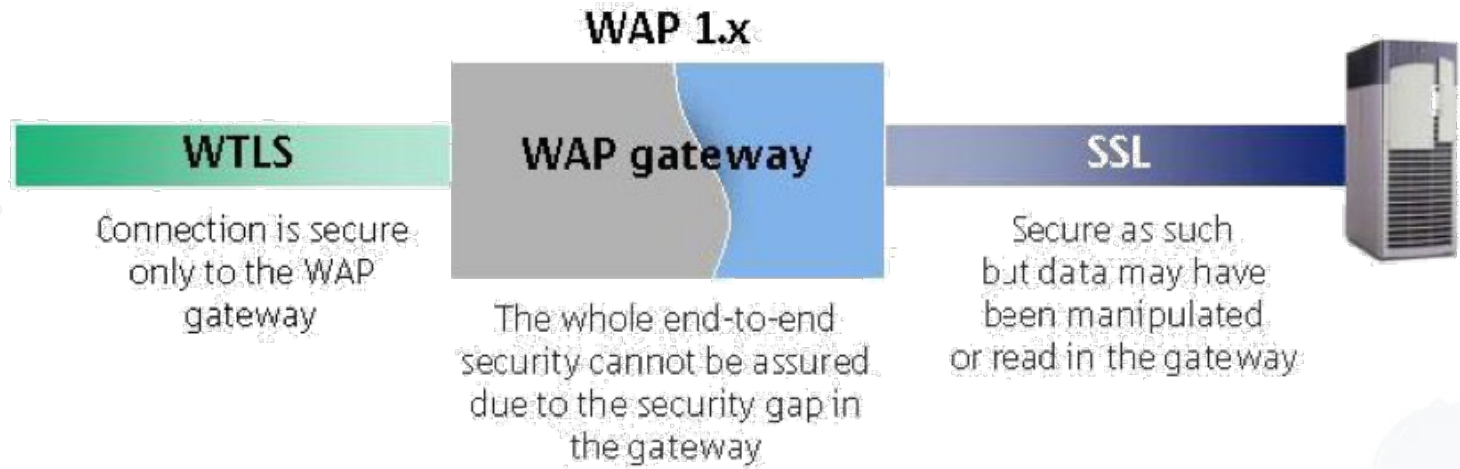 WAP 1.x
WTLS
WAP gateway
SSL
Connection is secure
only to the WAP
gateway
The whole end-to-end
security cannot be assured
due to the security gap in
the gateway
Secure as such
but data may have
been manipulated
or read in the gateway